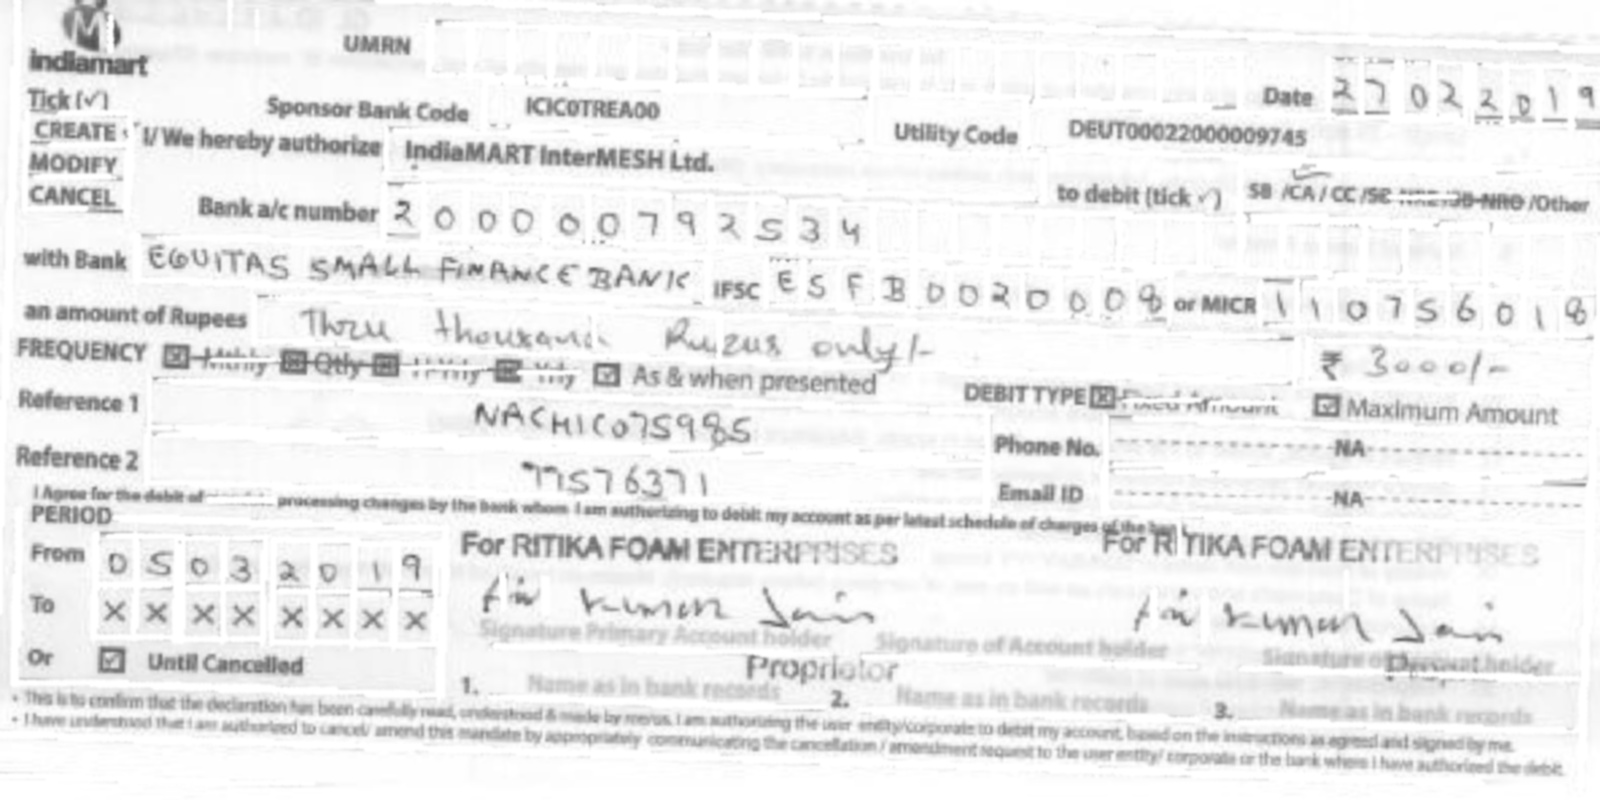 indiamart
UMRN
Date 27022019
Tick (✓)
Sponsor Bank Code ICIC0TREA00 Utility Code DEUT00022000009745
CREATE
MODIFY
CANCEL
I/ We hereby authorize IndiaMART InterMESH Ltd. to debit (tick ✓) SB /CA / CC /SB-NRO /Other
Bank a/c number 200000792534
with Bank EQUITAS SMALL FINANCE BANK IFSC ESFB0020008 or MICR 110756018
an amount of Rupees Three thousand only/- ₹ 3000/-
FREQUENCY Mthly Qtly Yrly As & when presented DEBIT TYPE Fixed Amount Maximum Amount
Reference 1 NACHIC075985 Phone No. NA
Reference 2 77576371 Email ID NA
I Agree for the debit of processing changes by the bank whom I am authorizing to debit my account as per latest schedule of charges of the
PERIOD
From 05032019
To XXXXXXXX
Or Until Cancelled
For RITIKA FOAM ENTERPRISES For RITIKA FOAM ENTERPRISES
Kumar Jain Kumar Jain
Signature Primary Account holder Signature of Account holder Signature of Account holder
Proprietor
1. Name as in bank records 2. Name as in bank records 3. Name as in bank records
• This is to confirm that the declaration has been carefully read, understood & made by me/us. I am authorizing the user entity/corporate to debit my account, based on the instructions as agreed and signed by me.
• I have understood that I am authorized to cancel/ amend this mandate by appropriately communicating the cancellation / amendment request to the user entity/ corporate or the bank where I have authorized the debit.